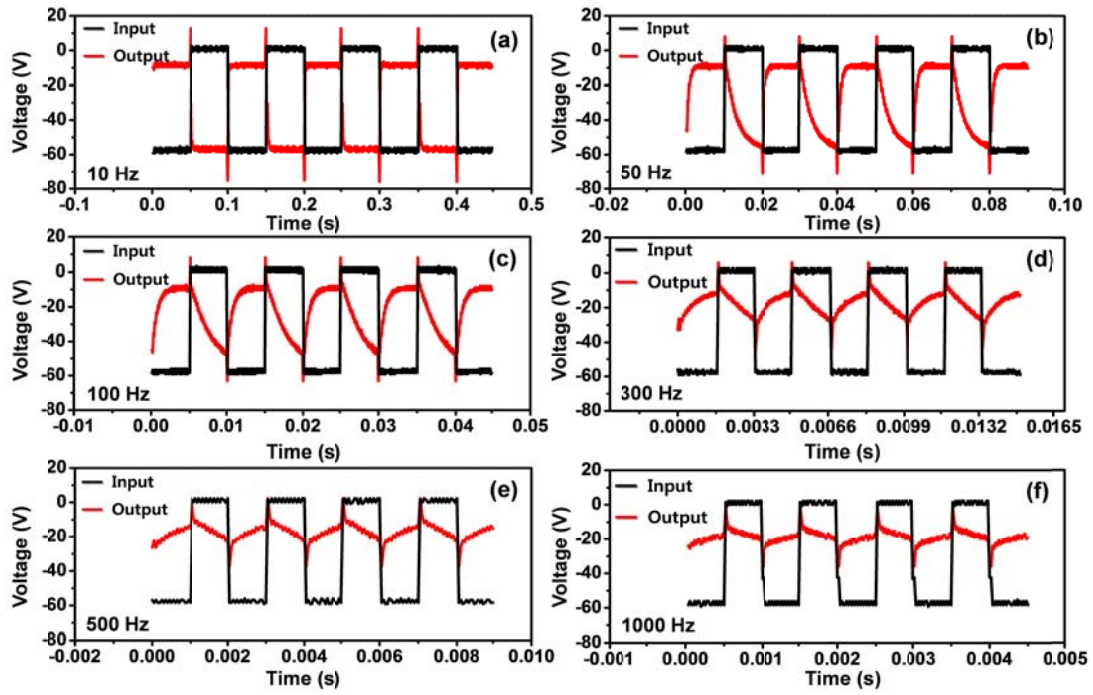 20
0
-20
-40
-60
-80
Voltage (V)
Input
Output
(a)
10 Hz
-0.1 0.0 0.1 0.2 0.3 0.4 0.5
Time (s)
20
0
-20
-40
-60
-80
Voltage (V)
Input
Output
(b)
50 Hz
-0.02 0.00 0.02 0.04 0.06 0.08 0.10
Time (s)
20
0
-20
-40
-60
-80
Voltage (V)
Input
Output
(c)
100 Hz
-0.01 0.00 0.01 0.02 0.03 0.04 0.05
Time (s)
20
0
-20
-40
-60
-80
Voltage (V)
Input
Output
(d)
300 Hz
0.0000 0.0033 0.0066 0.0099 0.0132 0.0165
Time (s)
20
0
-20
-40
-60
-80
Voltage (V)
Input
Output
(e)
500 Hz
-0.002 0.000 0.002 0.004 0.006 0.008 0.010
Time (s)
20
0
-20
-40
-60
-80
Voltage (V)
Input
Output
(f)
1000 Hz
-0.001 0.000 0.001 0.002 0.003 0.004 0.005
Time (s)